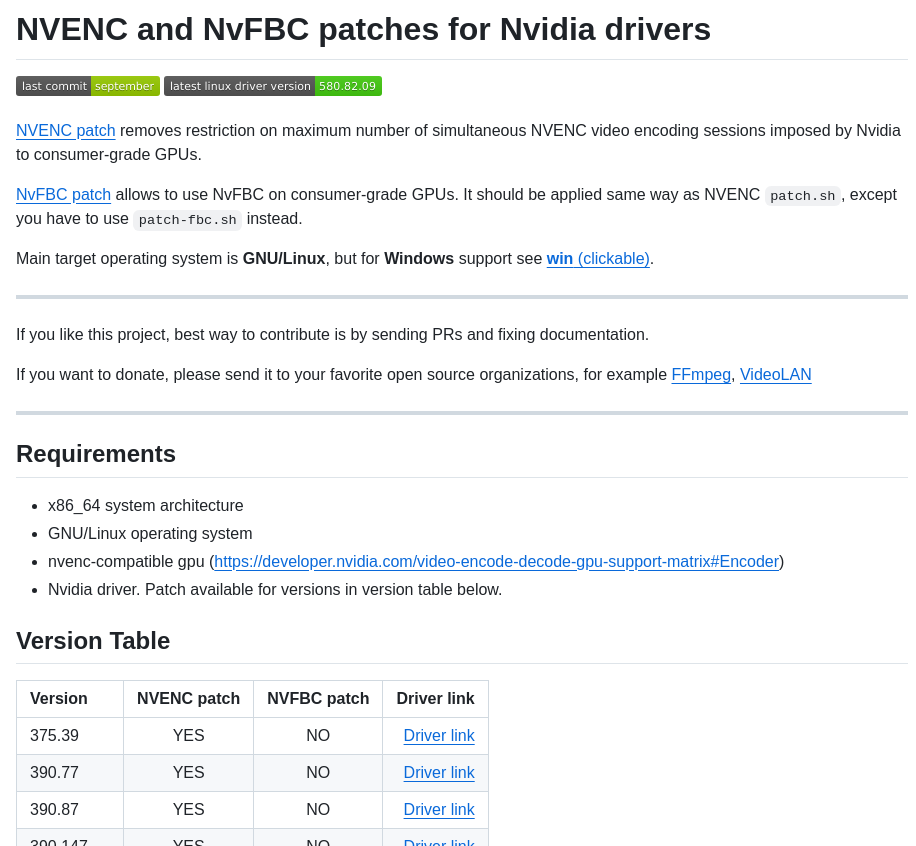 NVENC and NvFBC patches for Nvidia drivers
last commit september latest linux driver version 580.82.09
NVENC patch removes restriction on maximum number of simultaneous NVENC video encoding sessions imposed by Nvidia
to consumer-grade GPUs.
NvFBC patch allows to use NvFBC on consumer-grade GPUs. It should be applied same way as NVENC patch.sh , except
you have to use patch-fbc.sh instead.
Main target operating system is GNU/Linux, but for Windows support see win (clickable).
If you like this project, best way to contribute is by sending PRs and fixing documentation.
If you want to donate, please send it to your favorite open source organizations, for example FFmpeg, VideoLAN
Requirements
• x86_64 system architecture
• GNU/Linux operating system
• nvenc-compatible gpu (https://developer.nvidia.com/video-encode-decode-gpu-support-matrix#Encoder)
• Nvidia driver. Patch available for versions in version table below.
Version Table
Version NVENC patch NVFBC patch Driver link
375.39 YES NO Driver link
390.77 YES NO Driver link
390.87 YES NO Driver link
390.147 YES NO Driver link